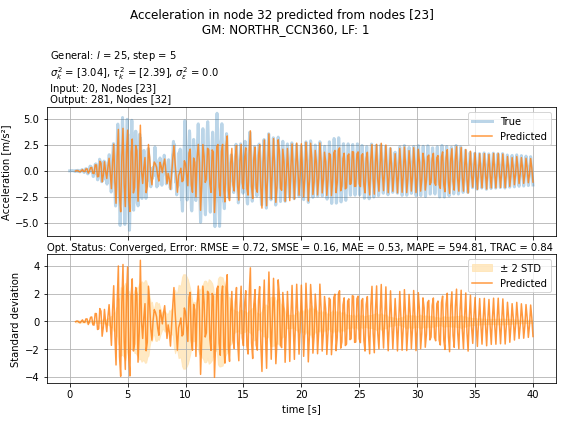 Acceleration in node 32 predicted from nodes [23]
GM: NORTHR_CCN360, LF: 1
General: l = 25, step = 5
σ²ₖ = [3.04], τ²ₖ = [2.39], σ²ε = 0.0
Input: 20, Nodes [23]
Output: 281, Nodes [32]
Acceleration [m/s²]
5.0
2.5
0.0
−2.5
−5.0
True
Predicted
Opt. Status: Converged, Error: RMSE = 0.72, SMSE = 0.16, MAE = 0.53, MAPE = 594.81, TRAC = 0.84
Standard deviation
4
2
0
−2
−4
± 2 STD
Predicted
0 5 10 15 20 25 30 35 40
time [s]